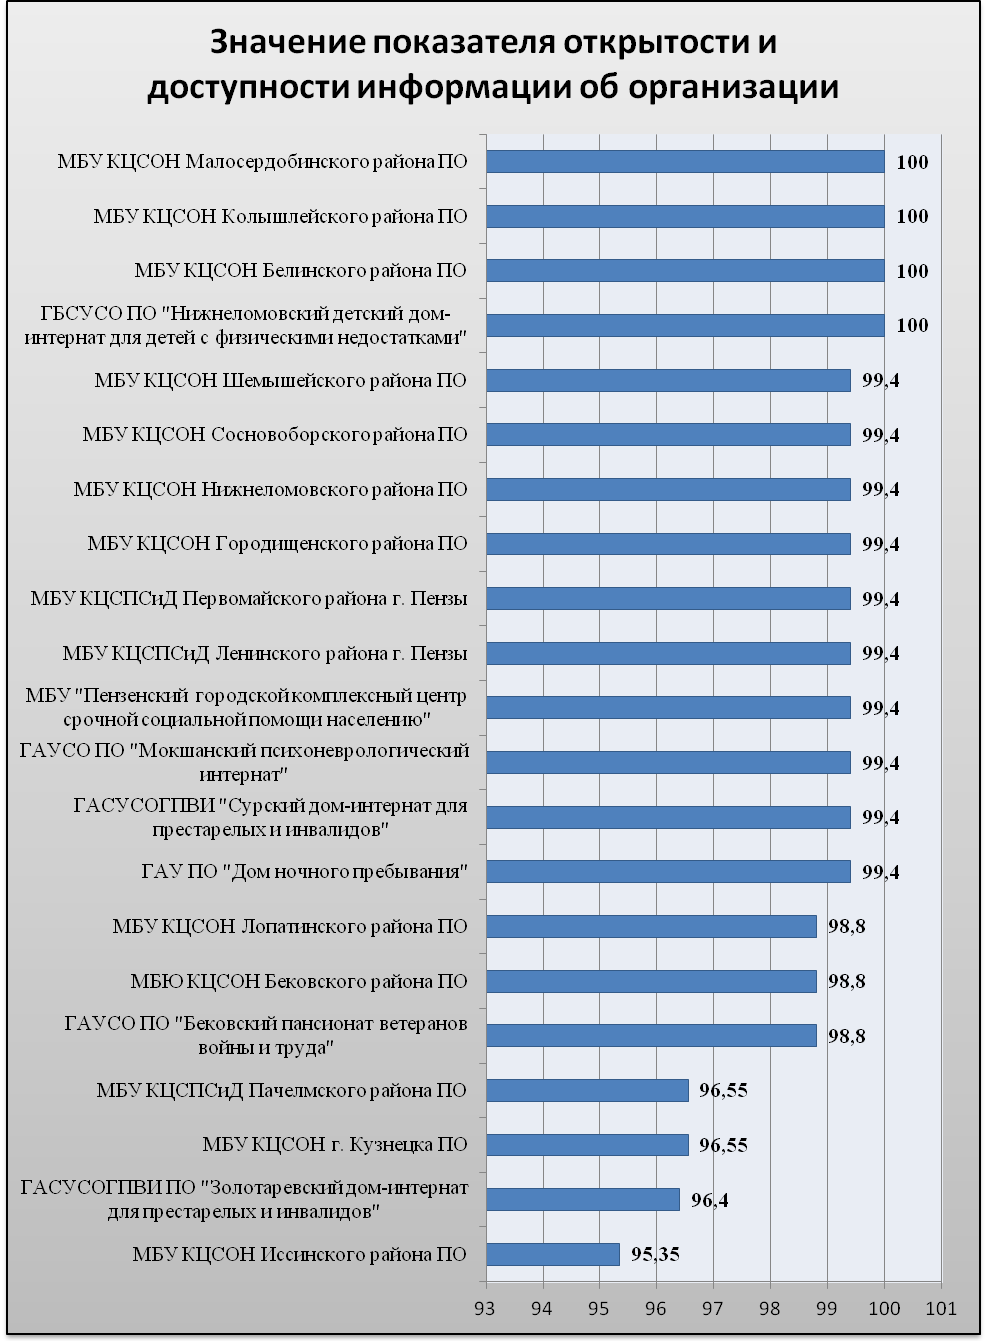 Значение показателя открытости и
доступности информации об организации
МБУ КЦСОН Малосердобинского района ПО
100
МБУ КЦСОН Колышлейского района ПО
100
МБУ КЦСОН Белинского района ПО
100
ГБСУСО ПО "Нижнеломовский детский дом-
интернат для детей с физическими недостатками"
100
МБУ КЦСОН Шемышейского района ПО
99,4
МБУ КЦСОН Сосновоборского района ПО
99,4
МБУ КЦСОН Нижнеломовского района ПО
99,4
МБУ КЦСОН Городищенского района ПО
99,4
МБУ КЦСПСиД Первомайского района г. Пензы
99,4
МБУ КЦСПСиД Ленинского района г. Пензы
99,4
МБУ "Пензенский городской комплексный центр
срочной социальной помощи населению"
99,4
ГАУСО ПО "Мокшанский психоневрологический
интернат"
99,4
ГАСУСОГПВИ "Сурский дом-интернат для
престарелых и инвалидов"
99,4
ГАУ ПО "Дом ночного пребывания"
99,4
МБУ КЦСОН Лопатинского района ПО
98,8
МБЮ КЦСОН Бековского района ПО
98,8
ГАУСО ПО "Бековский пансионат ветеранов
войны и труда"
98,8
МБУ КЦСПСиД Пачелмского района ПО
96,55
МБУ КЦСОН г. Кузнецка ПО
96,55
ГАСУСОГПВИ ПО "Золотаревский дом-интернат
для престарелых и инвалидов"
96,4
МБУ КЦСОН Иссинского района ПО
95,35
93 94 95 96 97 98 99 100 101